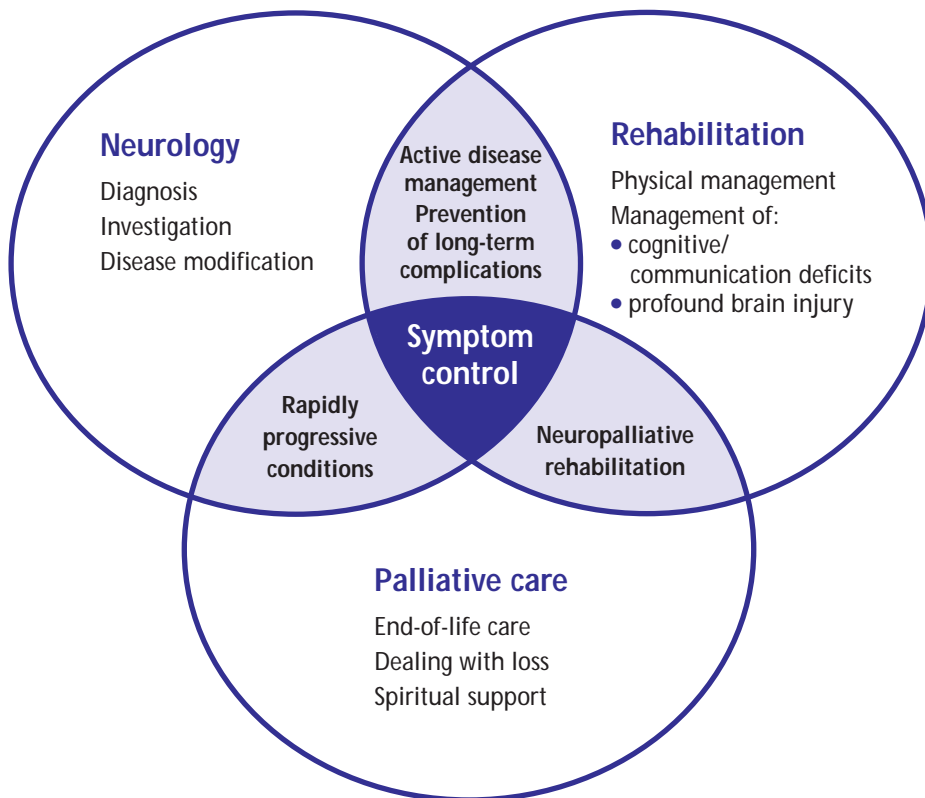 Neurology
Diagnosis
Investigation
Disease modification
Active disease
management
Prevention
of long-term
complications
Rehabilitation
Physical management
Management of:
• cognitive/
communication deficits
• profound brain injury
Symptom
control
Rapidly
progressive
conditions
Neuropalliative
rehabilitation
Palliative care
End-of-life care
Dealing with loss
Spiritual support